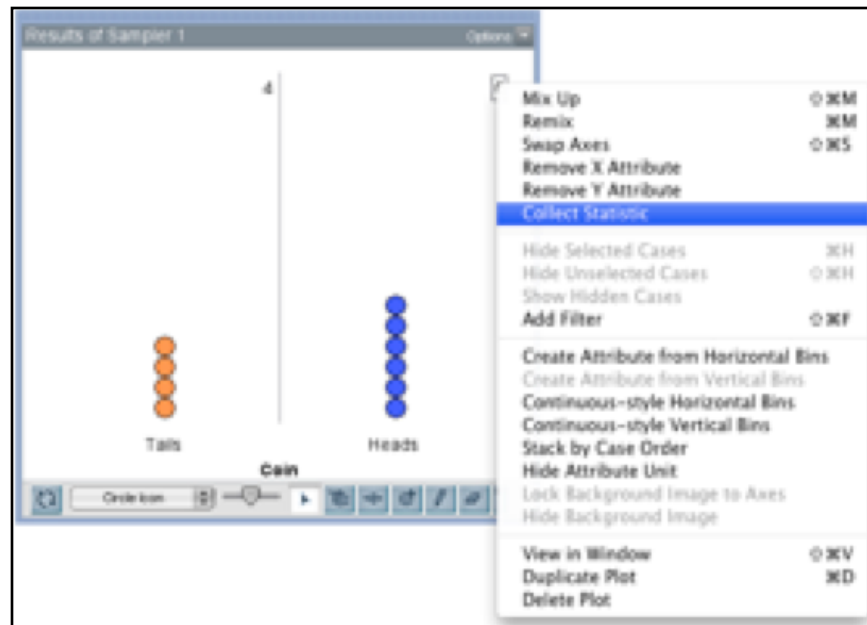 Results of Sampler 1
Options
4
Tails
Heads
Coin
Circle Icon
Mix Up ⇧⌘M
Remix ⌘M
Swap Axes ⇧⌘S
Remove X Attribute
Remove Y Attribute
Collect Statistic
Hide Selected Cases ⌘H
Hide Unselected Cases ⇧⌘H
Show Hidden Cases
Add Filter ⇧⌘F
Create Attribute from Horizontal Bins
Create Attribute from Vertical Bins
Continuous-style Horizontal Bins
Continuous-style Vertical Bins
Stack by Case Order
Hide Attribute Unit
Lock Background Image to Axes
Hide Background Image
View in Window ⇧⌘V
Duplicate Plot ⌘D
Delete Plot